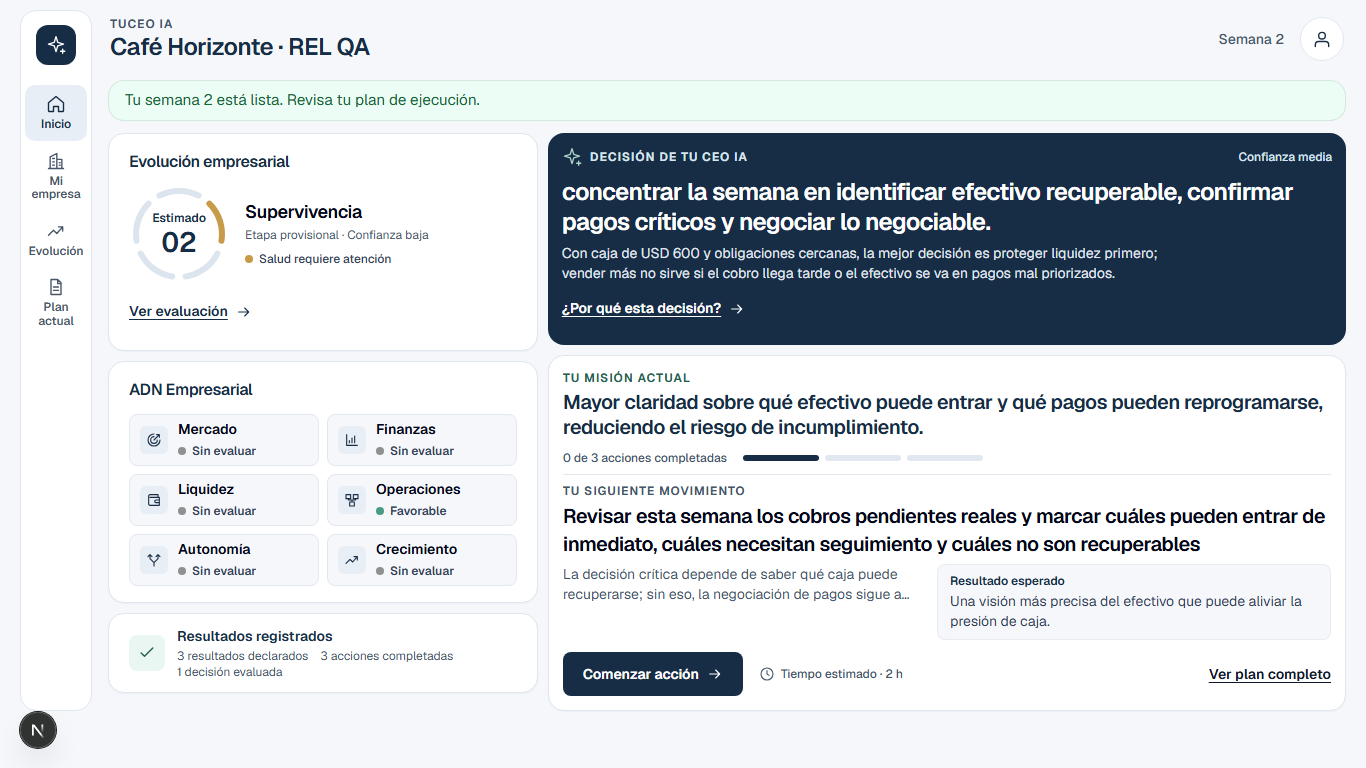 TUCEO IA
Café Horizonte · REL QA
Semana 2
Inicio
Mi
empresa
Evolución
Plan
actual
Tu semana 2 está lista. Revisa tu plan de ejecución.
Evolución empresarial
Estimado
02
Supervivencia
Etapa provisional · Confianza baja
Salud requiere atención
Ver evaluación →
ADN Empresarial
Mercado
Sin evaluar
Finanzas
Sin evaluar
Liquidez
Sin evaluar
Operaciones
Favorable
Autonomía
Sin evaluar
Crecimiento
Sin evaluar
Resultados registrados
3 resultados declarados 3 acciones completadas
1 decisión evaluada
DECISIÓN DE TU CEO IA
Confianza media
concentrar la semana en identificar efectivo recuperable, confirmar
pagos críticos y negociar lo negociable.
Con caja de USD 600 y obligaciones cercanas, la mejor decisión es proteger liquidez primero;
vender más no sirve si el cobro llega tarde o el efectivo se va en pagos mal priorizados.
¿Por qué esta decisión? →
TU MISIÓN ACTUAL
Mayor claridad sobre qué efectivo puede entrar y qué pagos pueden reprogramarse,
reduciendo el riesgo de incumplimiento.
0 de 3 acciones completadas
TU SIGUIENTE MOVIMIENTO
Revisar esta semana los cobros pendientes reales y marcar cuáles pueden entrar de
inmediato, cuáles necesitan seguimiento y cuáles no son recuperables
La decisión crítica depende de saber qué caja puede
recuperarse; sin eso, la negociación de pagos sigue a...
Resultado esperado
Una visión más precisa del efectivo que puede aliviar la
presión de caja.
Comenzar acción →
Tiempo estimado · 2 h
Ver plan completo
N